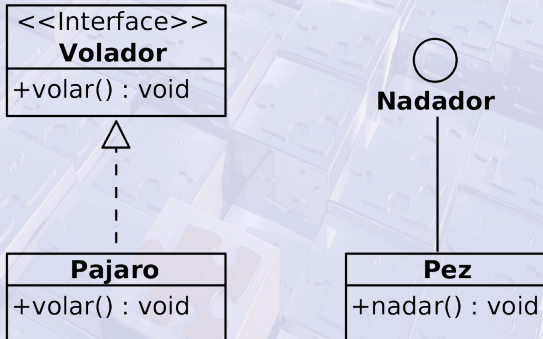 <<Interface>>
Volador
+volar() : void
Nadador
Pajaro
+volar() : void
Pez
+nadar() : void